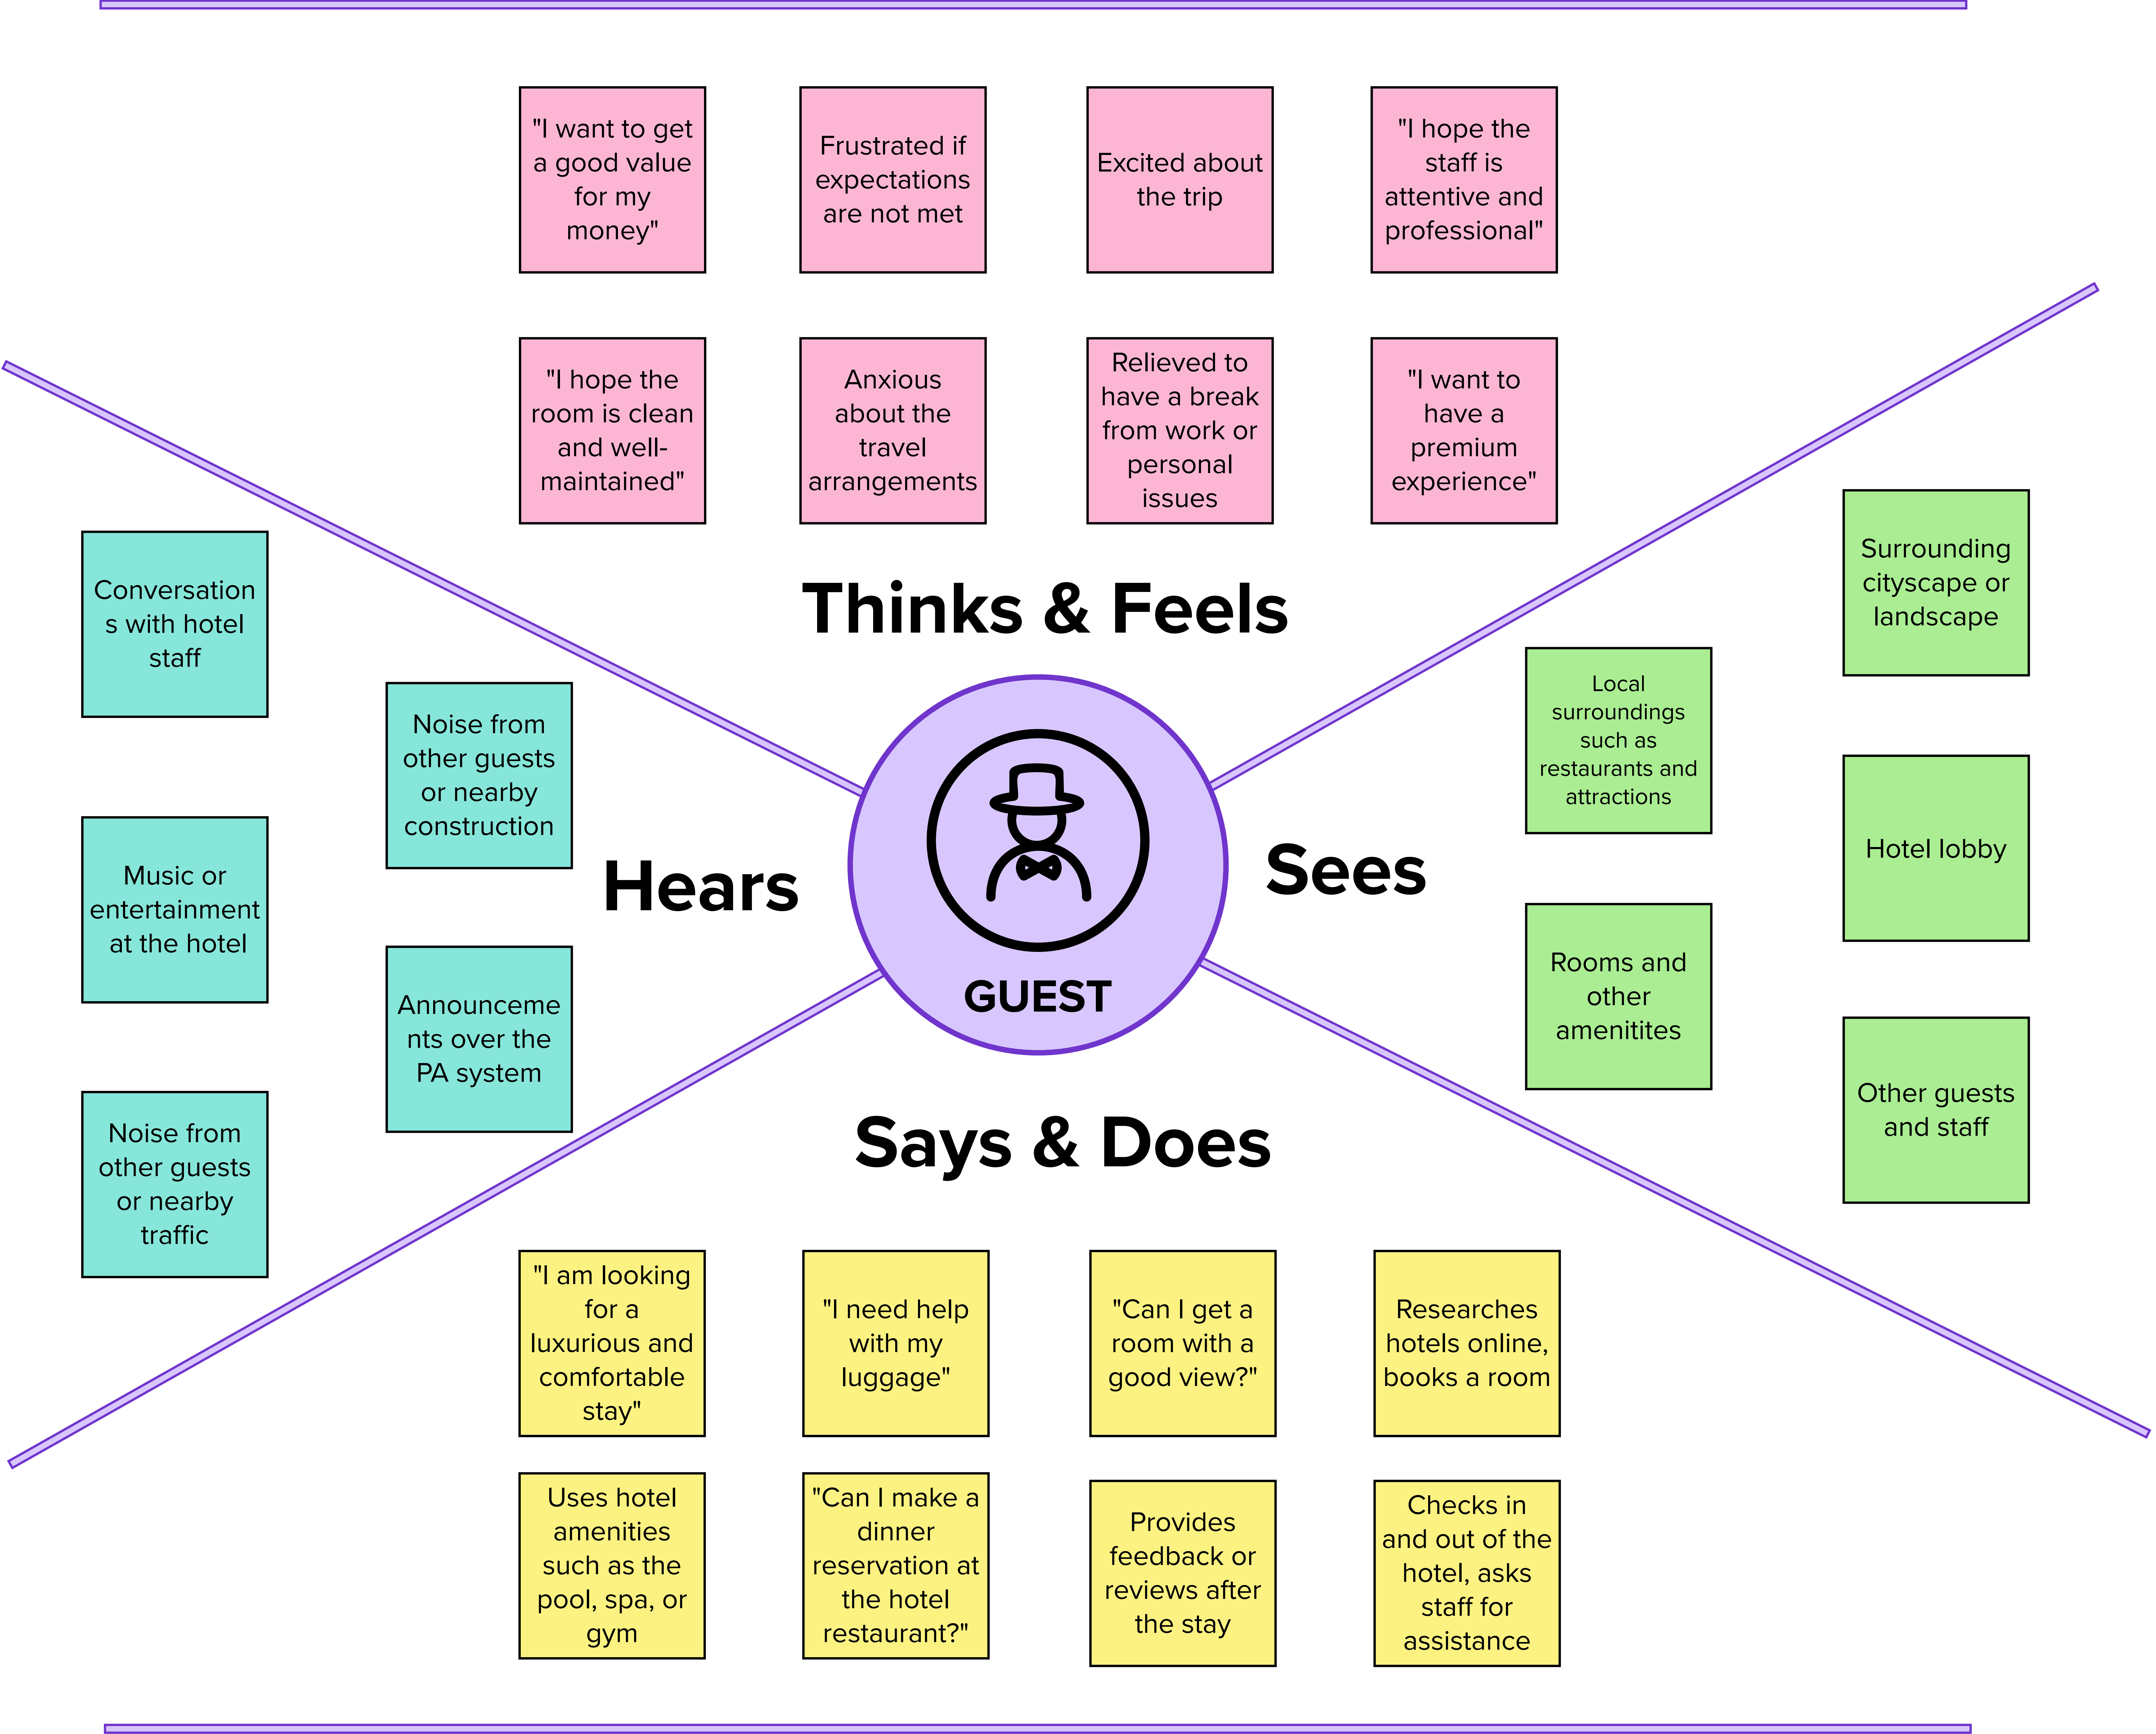 "I want to get
a good value
for my
money"
Frustrated if
expectations
are not met
Excited about
the trip
"I hope the
staff is
attentive and
professional"
"I hope the
room is clean
and well-
maintained"
Anxious
about the
travel
arrangements
Relieved to
have a break
from work or
personal
issues
"I want to
have a
premium
experience"
Thinks & Feels
Conversation
s with hotel
staff
Noise from
other guests
or nearby
construction
Music or
entertainment
at the hotel
Announceme
nts over the
PA system
Noise from
other guests
or nearby
traffic
Hears
GUEST
Sees
Surrounding
cityscape or
landscape
Local
surroundings
such as
restaurants and
attractions
Hotel lobby
Rooms and
other
amenitites
Other guests
and staff
Says & Does
"I am looking
for a
luxurious and
comfortable
stay"
"I need help
with my
luggage"
"Can I get a
room with a
good view?"
Researches
hotels online,
books a room
Uses hotel
amenities
such as the
pool, spa, or
gym
"Can I make a
dinner
reservation at
the hotel
restaurant?"
Provides
feedback or
reviews after
the stay
Checks in
and out of the
hotel, asks
staff for
assistance